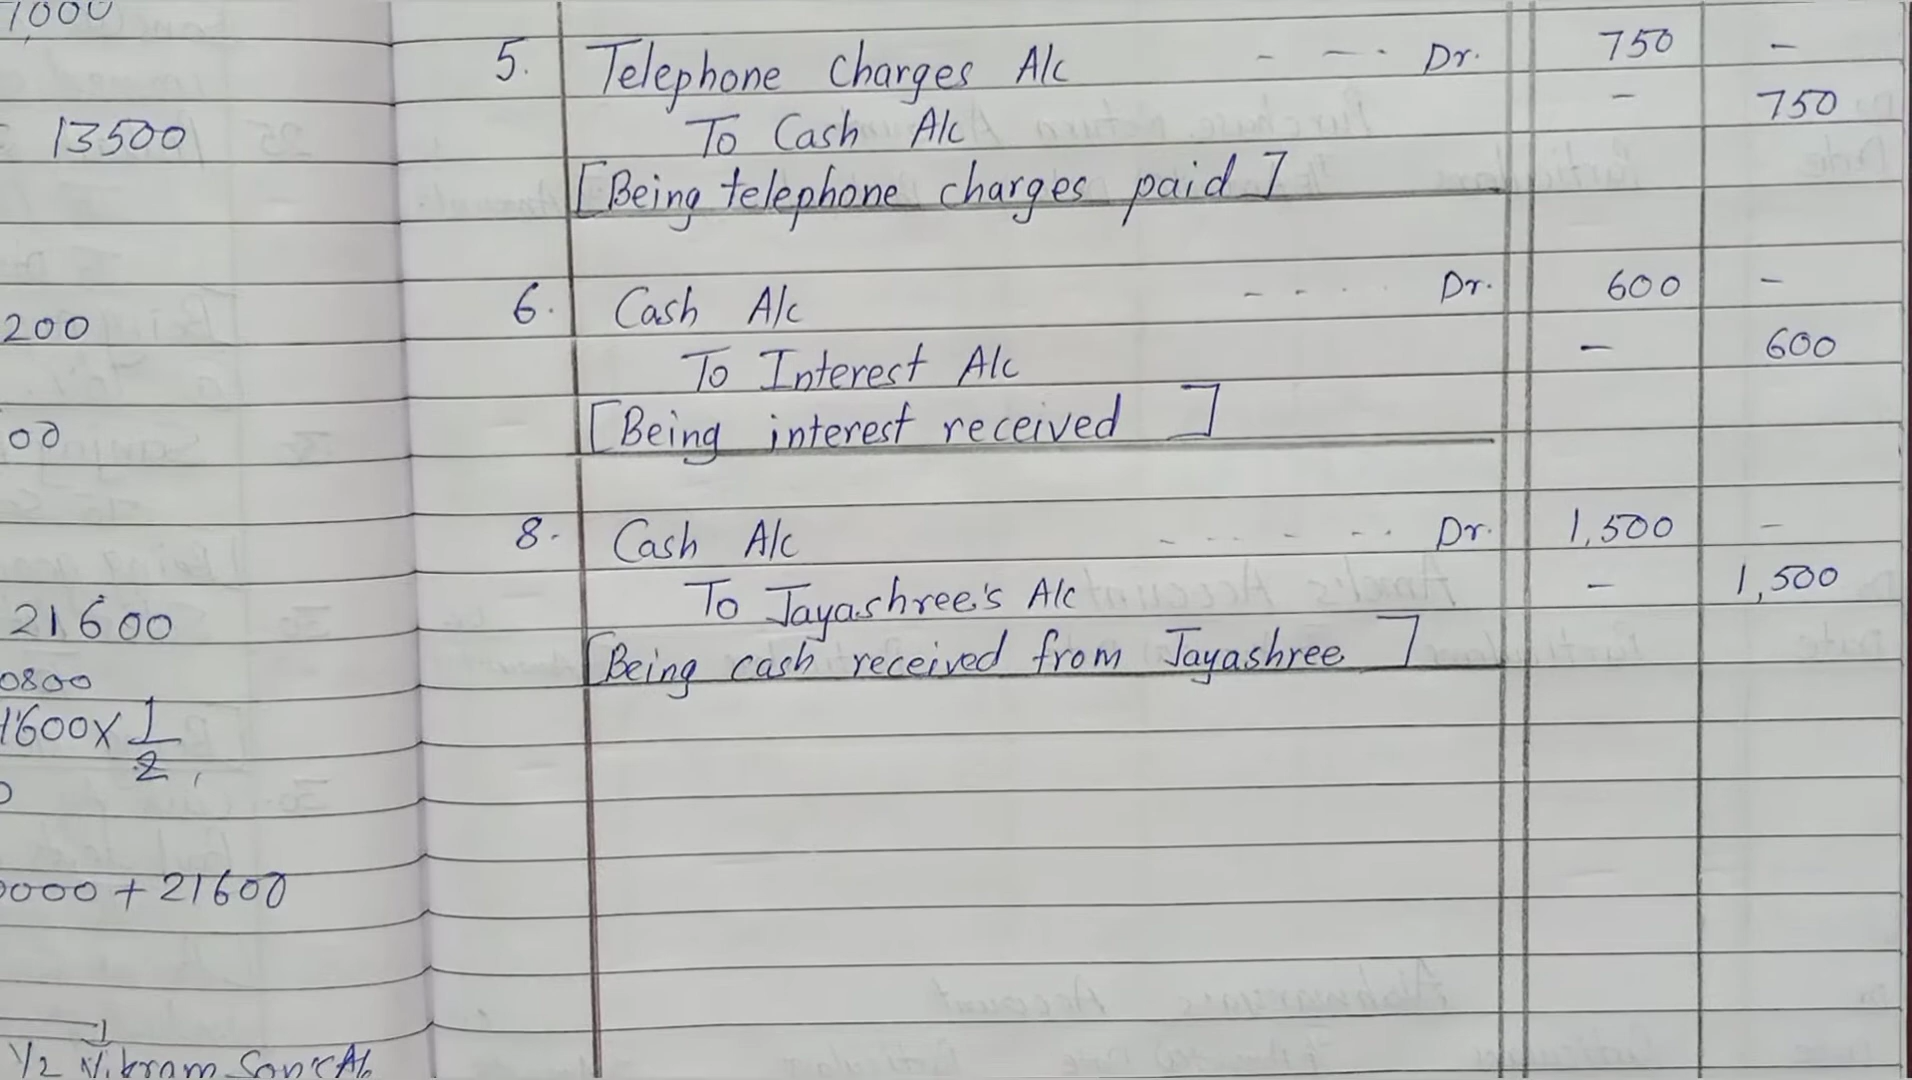 7,000
13500
200
00
21600
0800
1600 x 1/2
0000 + 21600
1/2 Vikram
5. Telephone Charges A/c - - - - Dr. 750 -
To Cash A/c - 750
[Being telephone charges paid]
6. Cash A/c - - - - Dr. 600 -
To Interest A/c - 600
[Being interest received ]
8. Cash A/c - - - - - - Dr. 1,500 -
To Jayashree's A/c - 1,500
[Being cash received from Jayashree ]